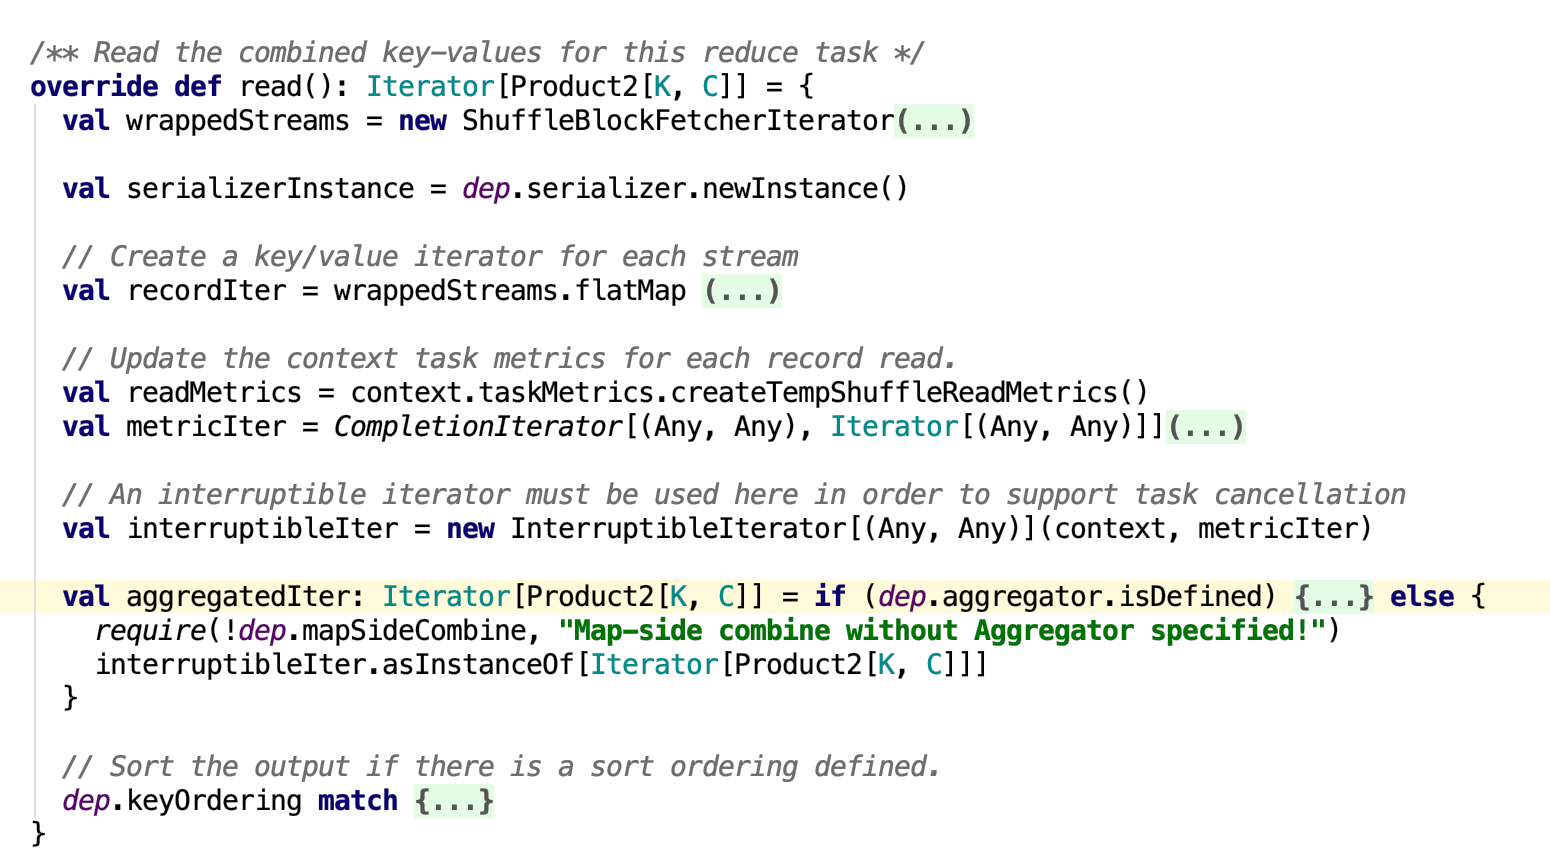 /** Read the combined key-values for this reduce task */
override def read(): Iterator[Product2[K, C]] = {
  val wrappedStreams = new ShuffleBlockFetcherIterator(...)

  val serializerInstance = dep.serializer.newInstance()

  // Create a key/value iterator for each stream
  val recordIter = wrappedStreams.flatMap (...)

  // Update the context task metrics for each record read.
  val readMetrics = context.taskMetrics.createTempShuffleReadMetrics()
  val metricIter = CompletionIterator[(Any, Any), Iterator[(Any, Any)]](...)

  // An interruptible iterator must be used here in order to support task cancellation
  val interruptibleIter = new InterruptibleIterator[(Any, Any)](context, metricIter)

  val aggregatedIter: Iterator[Product2[K, C]] = if (dep.aggregator.isDefined) {...} else {
    require(!dep.mapSideCombine, "Map-side combine without Aggregator specified!")
    interruptibleIter.asInstanceOf[Iterator[Product2[K, C]]]
  }

  // Sort the output if there is a sort ordering defined.
  dep.keyOrdering match {...}
}